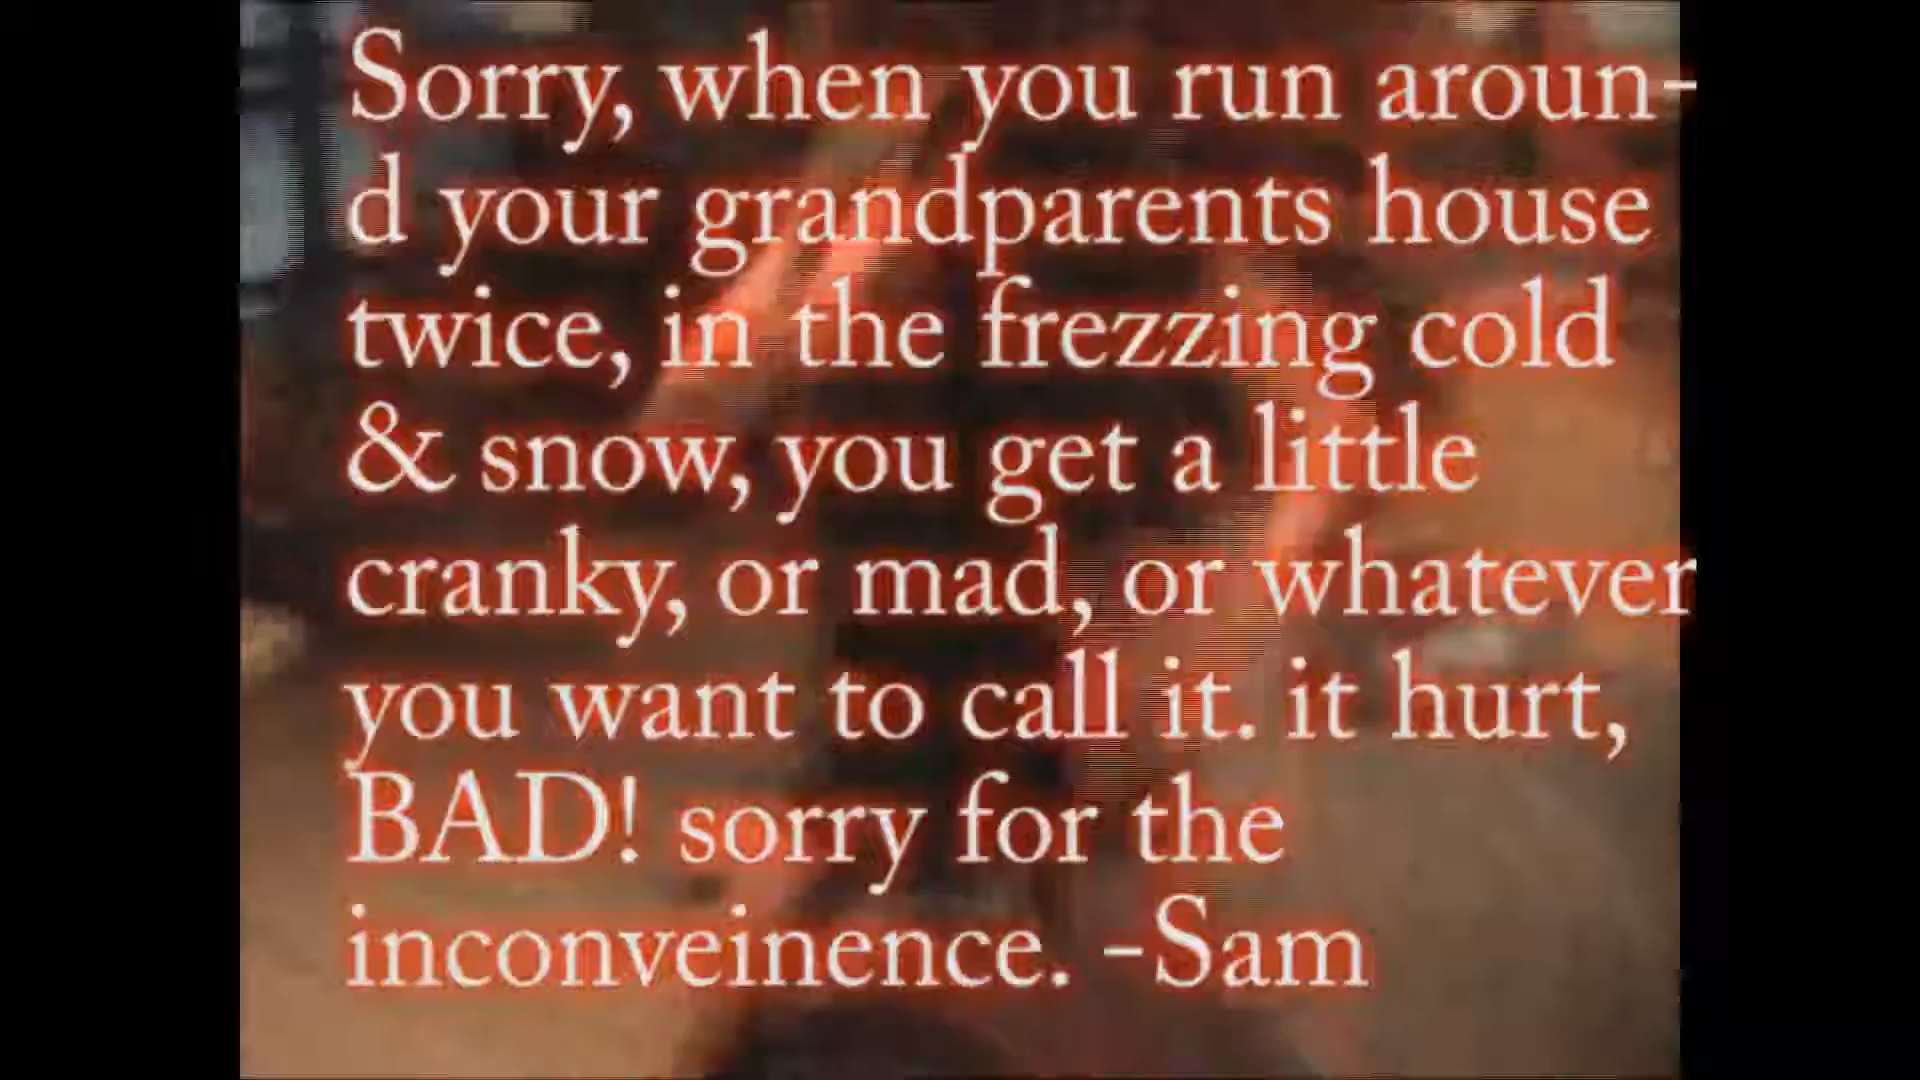 Sorry, when you run aroun-
d your grandparents house
twice, in the frezzing cold
& snow, you get a little
cranky, or mad, or whatever
you want to call it. it hurt,
BAD! sorry for the
inconveinence. -Sam